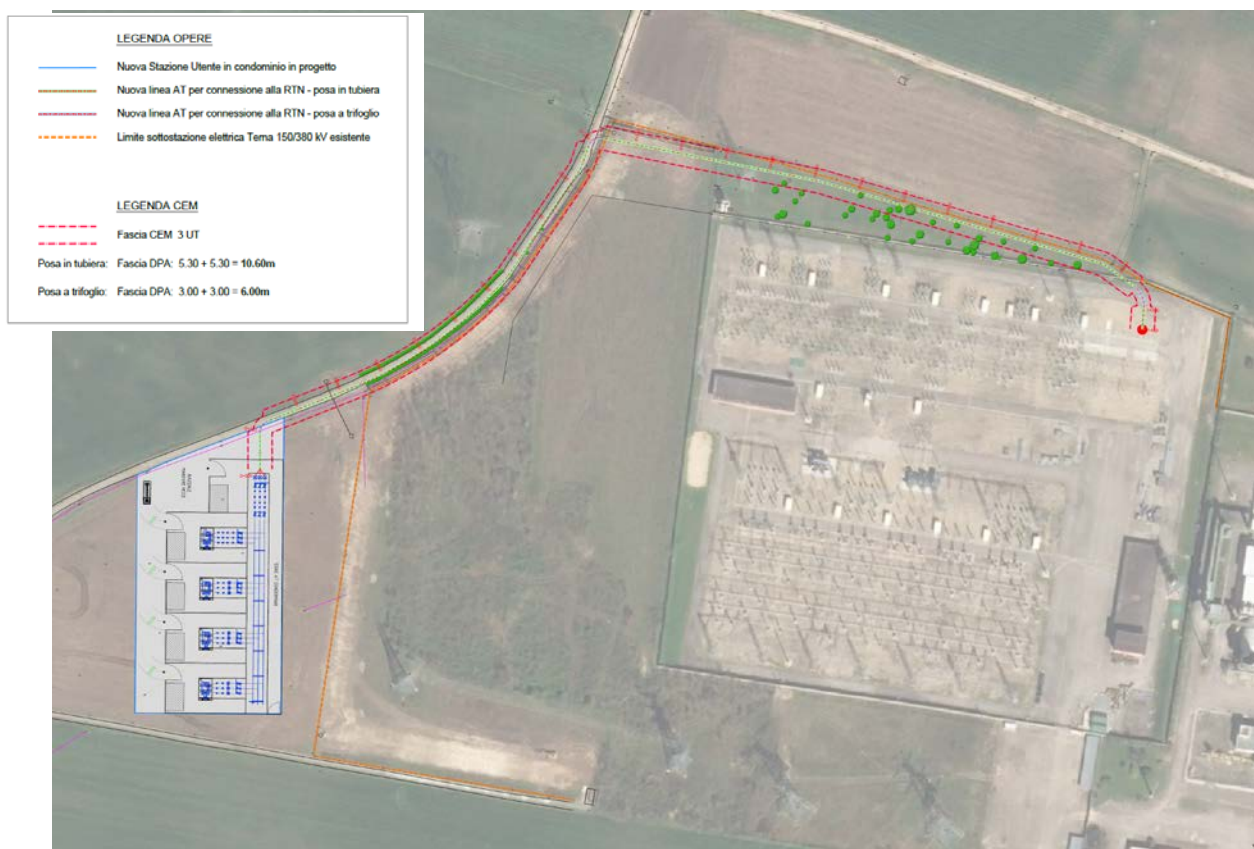 LEGENDA OPERE
Nuova Stazione Utente in condominio in progetto
Nuova linea AT per connessione alla RTN - posa in tubiera
Nuova linea AT per connessione alla RTN - posa a trifoglio
Limite sottostazione elettrica Terna 150/380 kV esistente
LEGENDA CEM
Fascia CEM 3 UT
Posa in tubiera: Fascia DPA: 5.30 + 5.30 = 10.60m
Posa a trifoglio: Fascia DPA: 3.00 + 3.00 = 6.00m